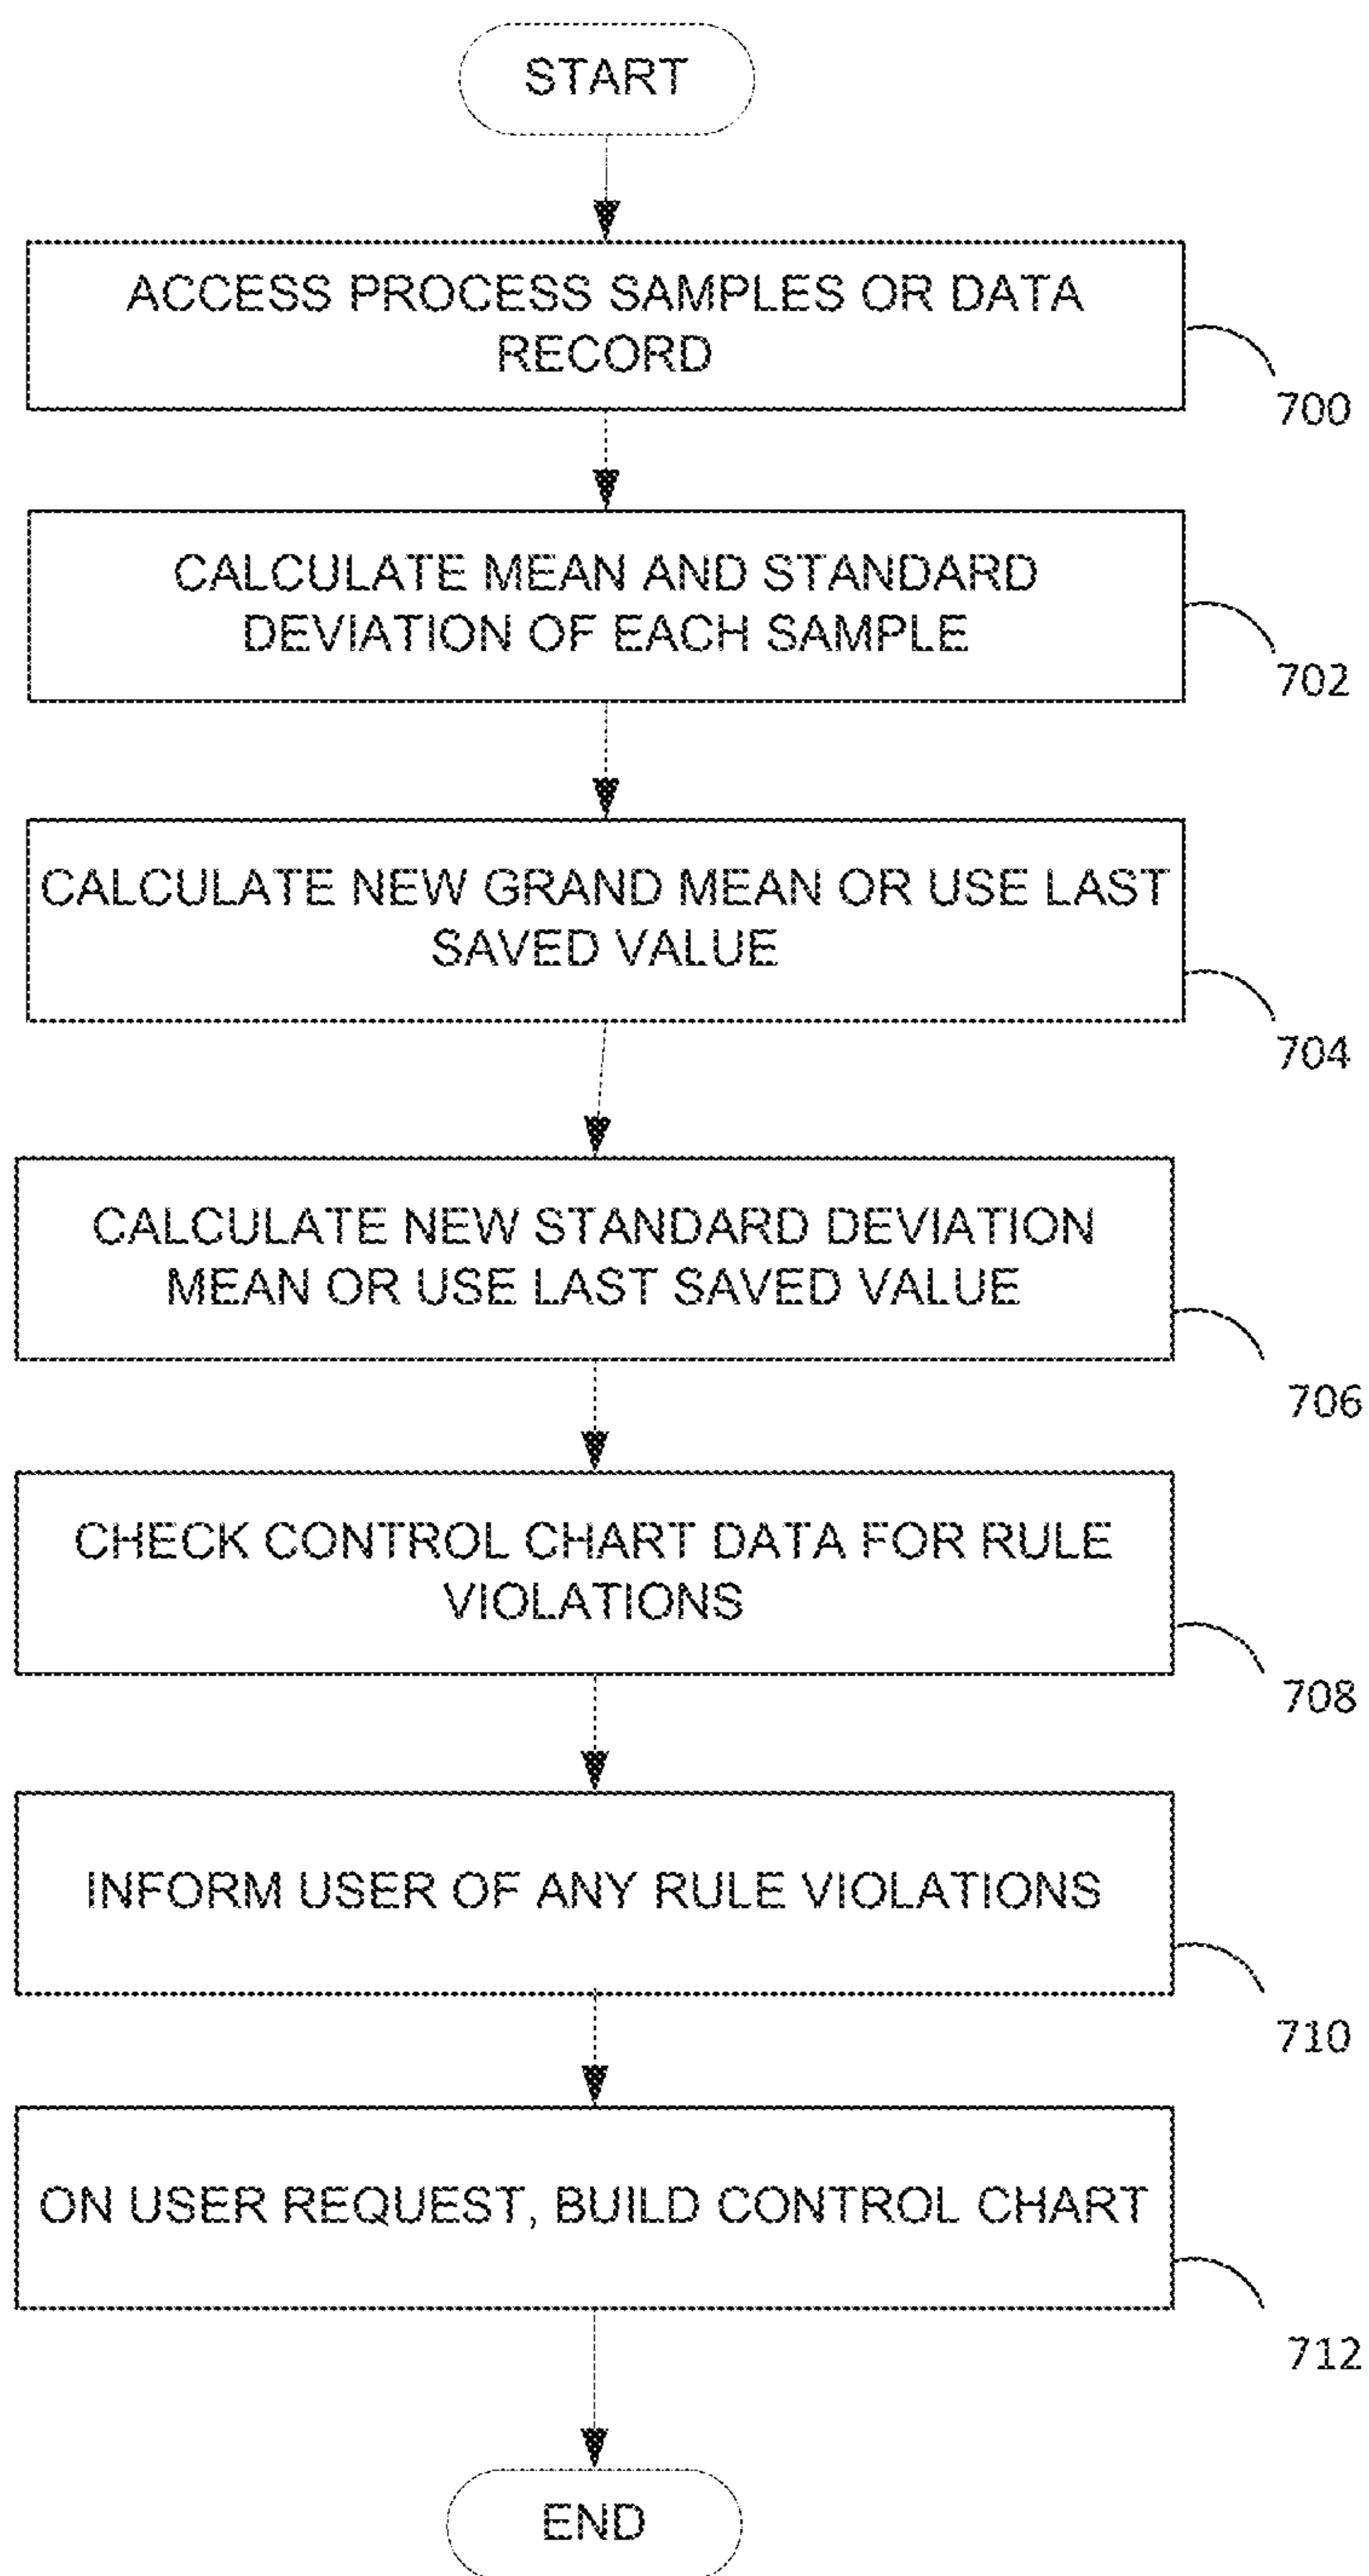 START
ACCESS PROCESS SAMPLES OR DATA
RECORD
700
CALCULATE MEAN AND STANDARD
DEVIATION OF EACH SAMPLE
702
CALCULATE NEW GRAND MEAN OR USE LAST
SAVED VALUE
704
CALCULATE NEW STANDARD DEVIATION
MEAN OR USE LAST SAVED VALUE
706
CHECK CONTROL CHART DATA FOR RULE
VIOLATIONS
708
INFORM USER OF ANY RULE VIOLATIONS
710
ON USER REQUEST, BUILD CONTROL CHART
712
END